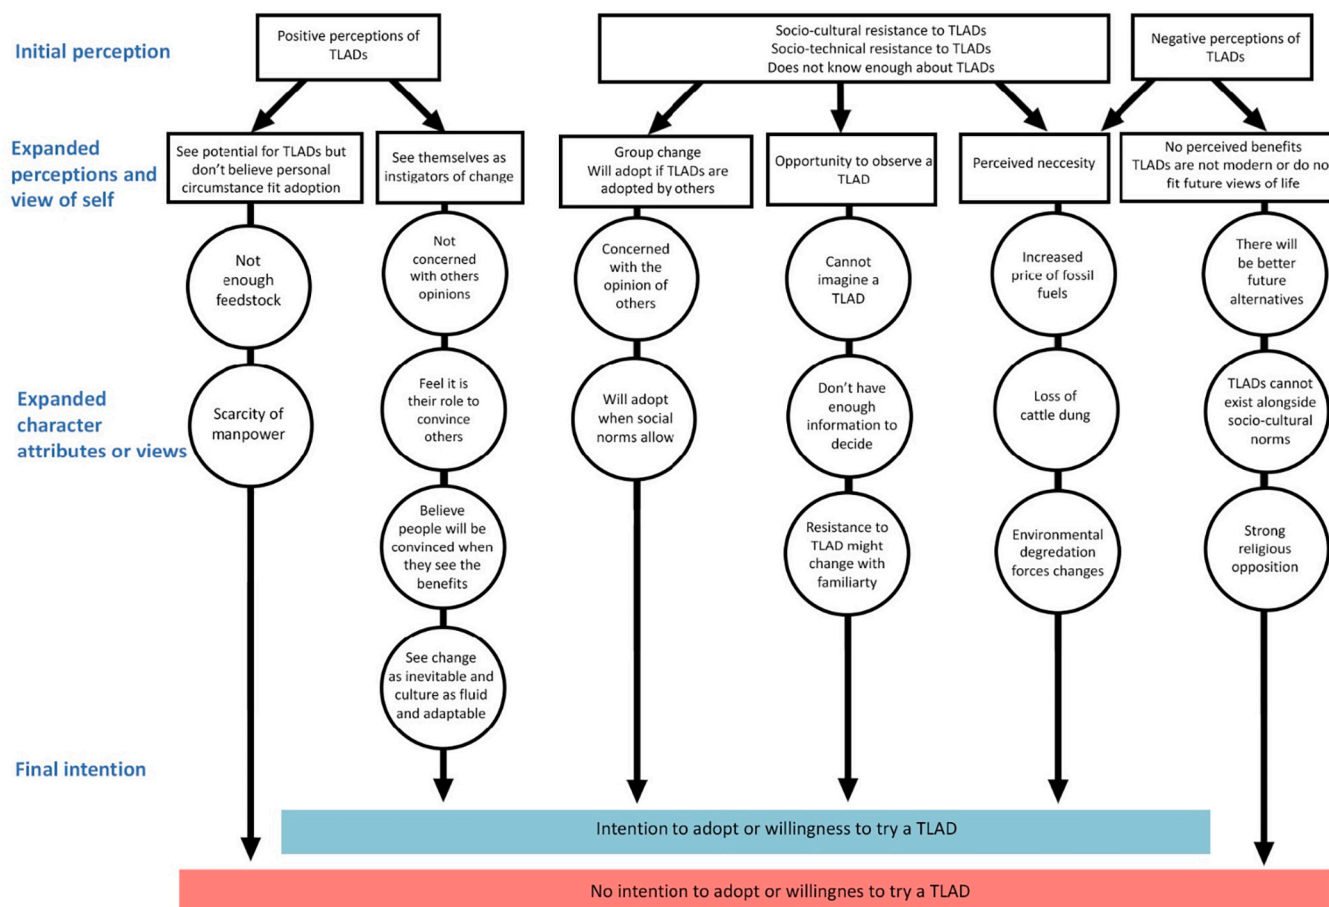 Initial perception
Positive perceptions of
TLADs
Socio-cultural resistance to TLADs
Socio-technical resistance to TLADs
Does not know enough about TLADs
Negative perceptions of
TLADs
Expanded
perceptions and
view of self
See potential for TLADs but
don't believe personal
circumstance fit adoption
See themselves as
instigators of change
Group change
Will adopt if TLADs are
adopted by others
Opportunity to observe a
TLAD
Perceived neccesity
No perceived benefits
TLADs are not modern or do no
fit future views of life
Not
enough
feedstock
Not
concerned
with others
opinions
Concerned
with the
opinion of
others
Cannot
imagine a
TLAD
Increased
price of fossil
fuels
There will
be better
future
alternatives
Expanded
character
attributes or views
Scarcity of
manpower
Feel it is
their role to
convince
others
Will adopt
when social
norms allow
Don't have
enough
information to
decide
Loss of
cattle dung
TLADs cannot
exist alongside
socio-cultural
norms
Believe
people will be
convinced when
they see the
benefits
Resistance to
TLAD might
change with
familiarty
Environmental
degredation
forces changes
Strong
religious
opposition
See change
as inevitable and
culture as fluid
and adaptable
Final intention
Intention to adopt or willingness to try a TLAD
No intention to adopt or willingnes to try a TLAD